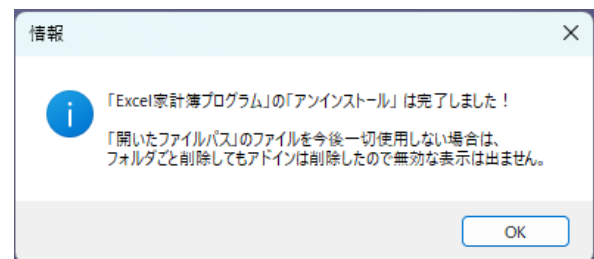 情報
「Excel家計簿プログラム」の「アンインストール」 は完了しました！
「開いたファイルパス」のファイルを今後一切使用しない場合は、
フォルダごと削除してもアドインは削除したので無効な表示は出ません。
OK